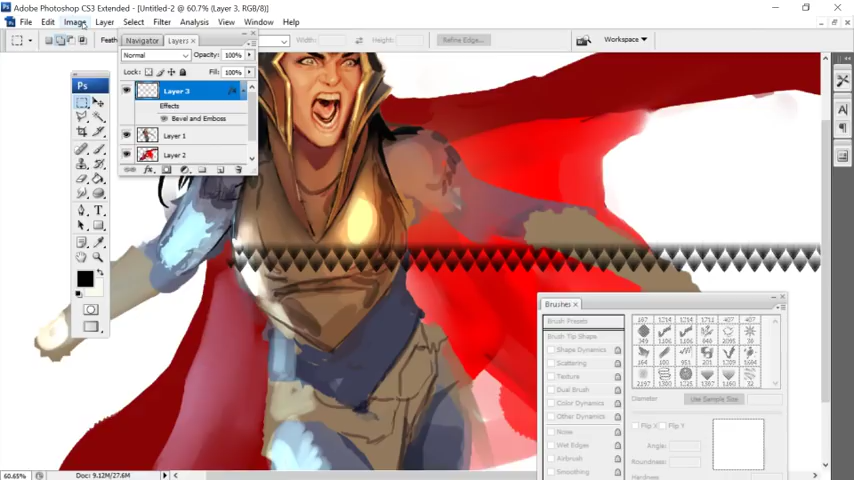 Adobe Photoshop CS3 Extended - [Untitled-2 @ 60.7% (Layer 3, RGB/8)]
File Edit Image Layer Select Filter Analysis View Window Help
Feath Width: Height: Refine Edge... Workspace
Navigator Layers x
Normal Opacity: 100%
Lock: Fill: 100%
Ps
Layer 3 fx
Effects
Bevel and Emboss
Layer 1
Layer 2
fx
T
A
Brushes x
Brush Presets
Brush Tip Shape
Shape Dynamics
Scattering
Texture
Dual Brush
Color Dynamics
Other Dynamics
Noise
Wet Edges
Airbrush
Smoothing
Diameter Use Sample Size
Flip X Flip Y
Angle:
Roundness:
Hardness
60.65% Doc: 9.12M/27.6M